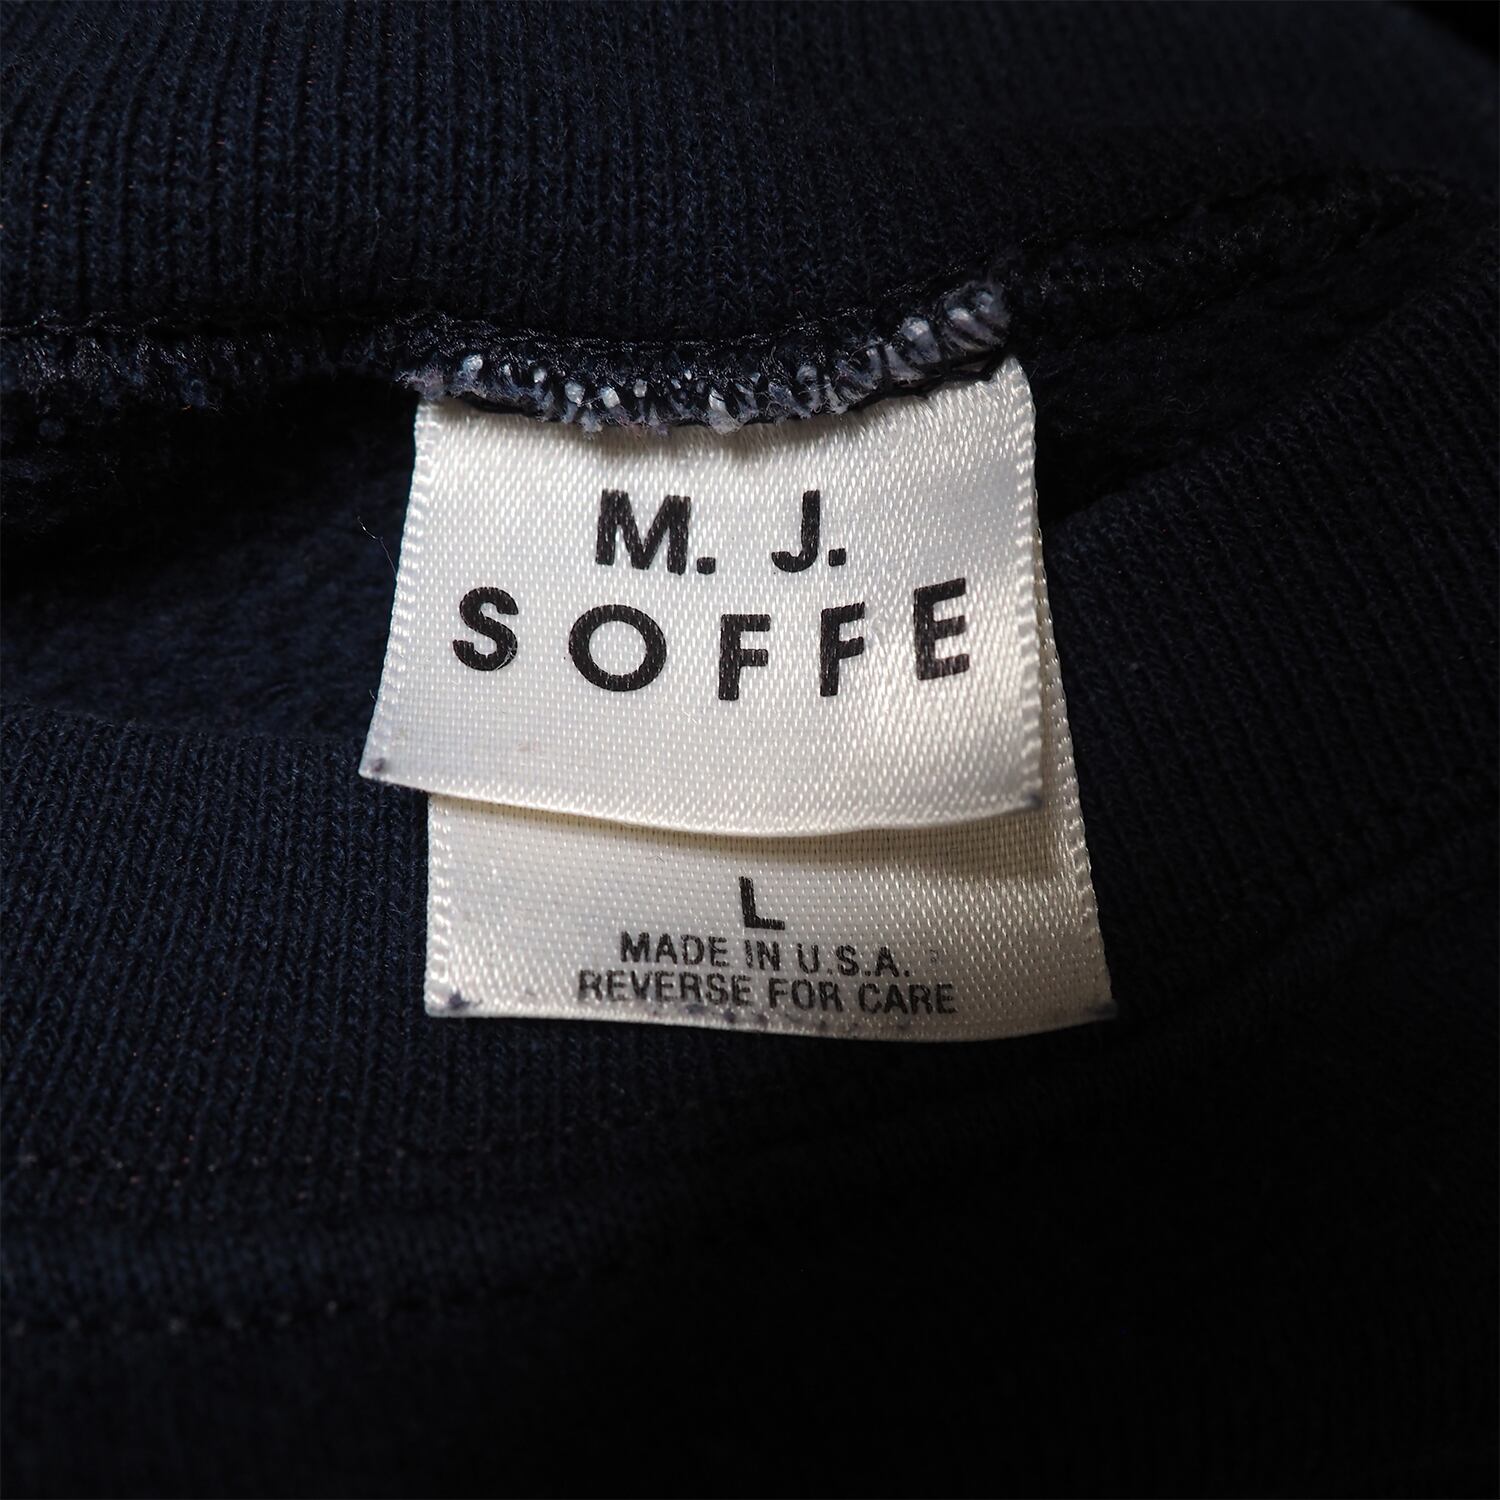 M. J.
SOFFE
L
MADE IN U.S.A.
REVERSE FOR CARE